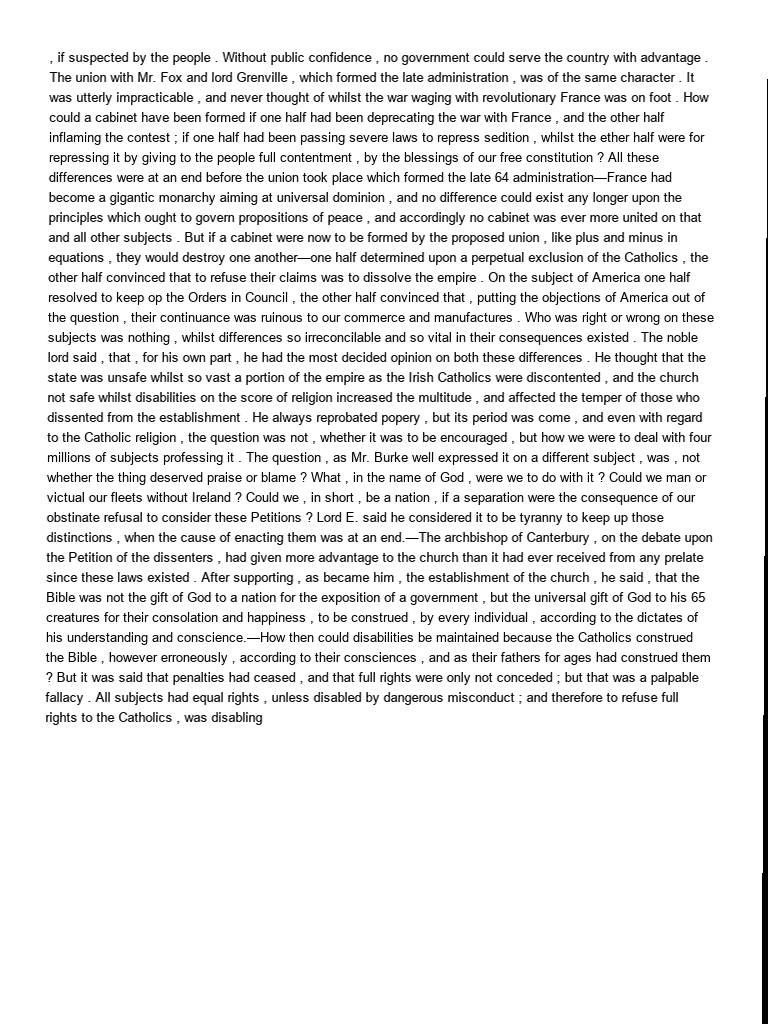 , if suspected by the people . Without public confidence , no government could serve the country with advantage .
The union with Mr. Fox and lord Grenville , which formed the late administration , was of the same character . It
was utterly impracticable , and never thought of whilst the war waging with revolutionary France was on foot . How
could a cabinet have been formed if one half had been deprecating the war with France , and the other half
inflaming the contest ; if one half had been passing severe laws to repress sedition , whilst the ether half were for
repressing it by giving to the people full contentment , by the blessings of our free constitution ? All these
differences were at an end before the union took place which formed the late 64 administration—France had
become a gigantic monarchy aiming at universal dominion , and no difference could exist any longer upon the
principles which ought to govern propositions of peace , and accordingly no cabinet was ever more united on that
and all other subjects . But if a cabinet were now to be formed by the proposed union , like plus and minus in
equations , they would destroy one another—one half determined upon a perpetual exclusion of the Catholics , the
other half convinced that to refuse their claims was to dissolve the empire . On the subject of America one half
resolved to keep op the Orders in Council , the other half convinced that , putting the objections of America out of
the question , their continuance was ruinous to our commerce and manufactures . Who was right or wrong on these
subjects was nothing , whilst differences so irreconcilable and so vital in their consequences existed . The noble
lord said , that , for his own part , he had the most decided opinion on both these differences . He thought that the
state was unsafe whilst so vast a portion of the empire as the Irish Catholics were discontented , and the church
not safe whilst disabilities on the score of religion increased the multitude , and affected the temper of those who
dissented from the establishment . He always reprobated popery , but its period was come , and even with regard
to the Catholic religion , the question was not , whether it was to be encouraged , but how we were to deal with four
millions of subjects professing it . The question , as Mr. Burke well expressed it on a different subject , was , not
whether the thing deserved praise or blame ? What , in the name of God , were we to do with it ? Could we man or
victual our fleets without Ireland ? Could we , in short , be a nation , if a separation were the consequence of our
obstinate refusal to consider these Petitions ? Lord E. said he considered it to be tyranny to keep up those
distinctions , when the cause of enacting them was at an end.—The archbishop of Canterbury , on the debate upon
the Petition of the dissenters , had given more advantage to the church than it had ever received from any prelate
since these laws existed . After supporting , as became him , the establishment of the church , he said , that the
Bible was not the gift of God to a nation for the exposition of a government , but the universal gift of God to his 65
creatures for their consolation and happiness , to be construed , by every individual , according to the dictates of
his understanding and conscience.—How then could disabilities be maintained because the Catholics construed
the Bible , however erroneously , according to their consciences , and as their fathers for ages had construed them
? But it was said that penalties had ceased , and that full rights were only not conceded ; but that was a palpable
fallacy . All subjects had equal rights , unless disabled by dangerous misconduct ; and therefore to refuse full
rights to the Catholics , was disabling